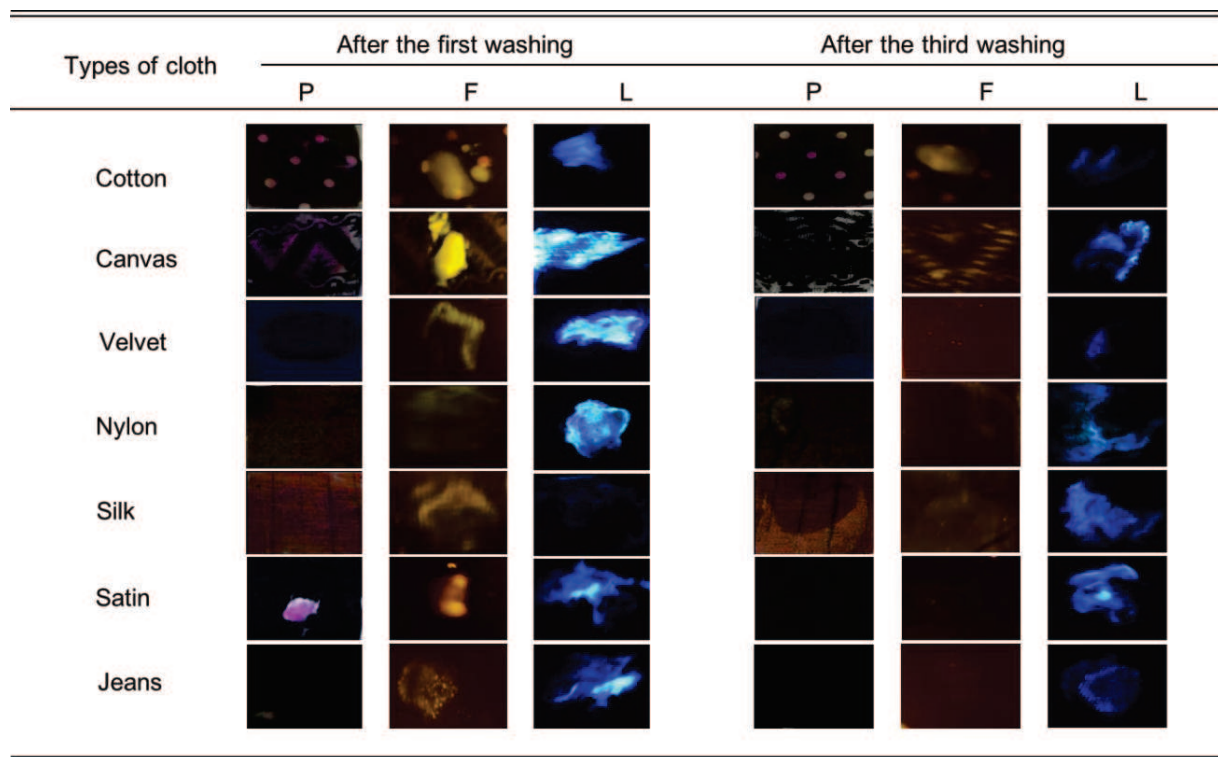 Types of cloth
After the first washing
After the third washing
P F L P F L
Cotton
Canvas
Velvet
Nylon
Silk
Satin
Jeans